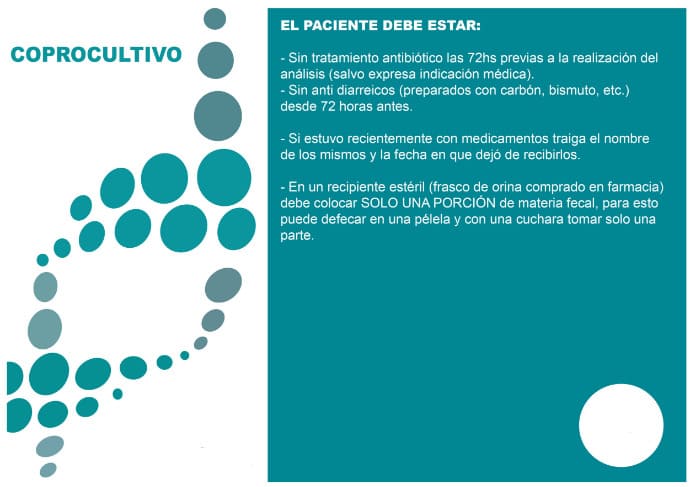 COPROCULTIVO
EL PACIENTE DEBE ESTAR:
- Sin tratamiento antibiótico las 72hs previas a la realización del
análisis (salvo expresa indicación médica).
- Sin anti diarreicos (preparados con carbón, bismuto, etc.)
desde 72 horas antes.
- Si estuvo recientemente con medicamentos traiga el nombre
de los mismos y la fecha en que dejó de recibirlos.
- En un recipiente estéril (frasco de orina comprado en farmacia)
debe colocar SOLO UNA PORCIÓN de materia fecal, para esto
puede defecar en una pélela y con una cuchara tomar solo una
parte.